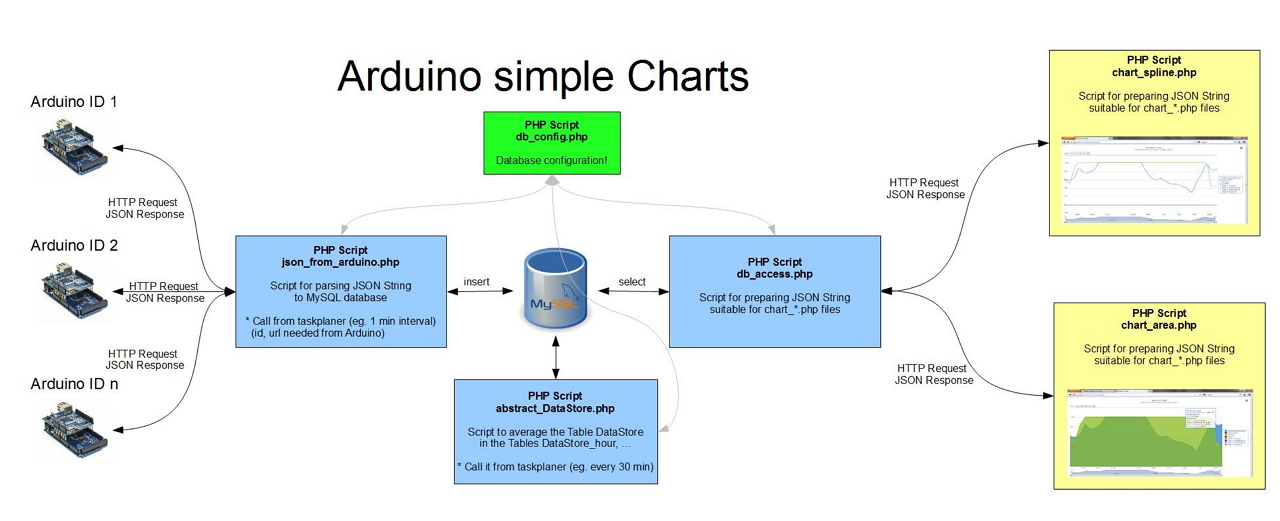 Arduino simple Charts
Arduino ID 1
HTTP Request
JSON Response
Arduino ID 2
HTTP Request
JSON Response
HTTP Request
JSON Response
Arduino ID n
PHP Script
db_config.php
Database configuration!
PHP Script
json_from_arduino.php
Script for parsing JSON String
to MySQL database
* Call from taskplaner (eg. 1 min interval)
(id, url needed from Arduino)
insert
MySQL
select
PHP Script
abstract_DataStore.php
Script to average the Table DataStore
in the Tables DataStore_hour, ...
* Call it from taskplaner (eg. every 30 min)
PHP Script
db_access.php
Script for preparing JSON String
suitable for chart_*.php files
HTTP Request
JSON Response
HTTP Request
JSON Response
PHP Script
chart_spline.php
Script for preparing JSON String
suitable for chart_*.php files
PHP Script
chart_area.php
Script for preparing JSON String
suitable for chart_*.php files